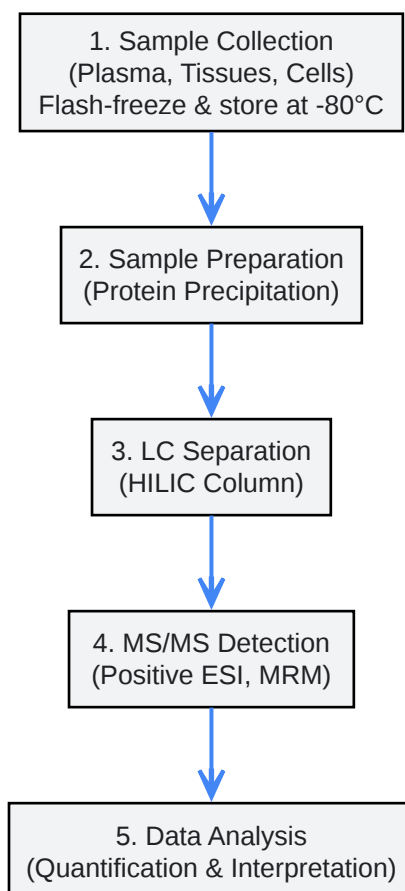 1. Sample Collection
(Plasma, Tissues, Cells)
Flash-freeze & store at -80°C
2. Sample Preparation
(Protein Precipitation)
3. LC Separation
(HILIC Column)
4. MS/MS Detection
(Positive ESI, MRM)
5. Data Analysis
(Quantification & Interpretation)